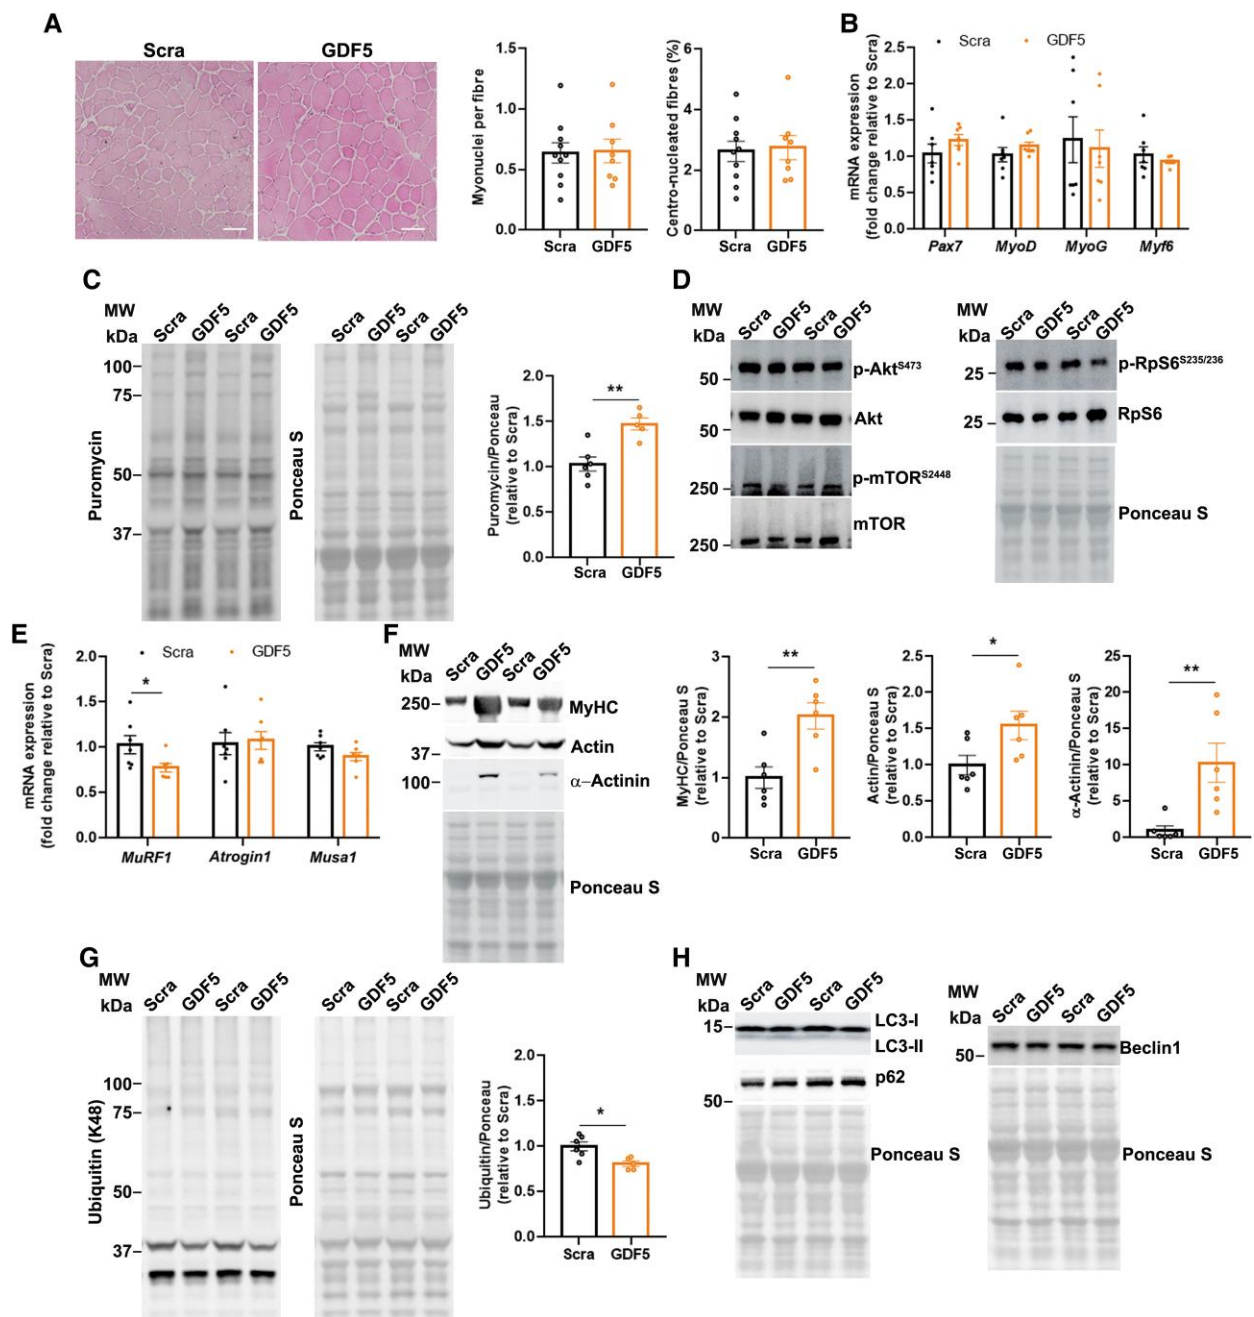 A
Scra
GDF5
Myonuclei per fibre
1.5
1.0
0.5
0.0
Scra
GDF5
Centro-nucleated fibres (%)
6
4
2
0
Scra
GDF5
B
Scra
GDF5
mRNA expression
(fold change relative to Scra)
2.5
2.0
1.5
1.0
0.5
0.0
Pax7
MyoD
MyoG
Myf6
C
MW
kDa
Scra
GDF5
Scra
GDF5
100
75
50
37
Puromycin
Scra
GDF5
Scra
GDF5
Ponceau S
Puromycin/Ponceau
(relative to Scra)
2.0
1.5
1.0
0.5
0.0
**
Scra
GDF5
D
MW
kDa
Scra
GDF5
Scra
GDF5
50
p-AktS473
50
Akt
250
p-mTORS2448
250
mTOR
MW
kDa
Scra
GDF5
Scra
GDF5
25
p-RpS6S235/236
25
RpS6
Ponceau S
E
Scra
GDF5
mRNA expression
(fold change relative to Scra)
2.0
1.5
1.0
0.5
0.0
*
MuRF1
Atrogin1
Musa1
F
MW
kDa
Scra
GDF5
Scra
GDF5
250
MyHC
37
Actin
100
α-Actinin
Ponceau S
MyHC/Ponceau S
(relative to Scra)
3
2
1
0
**
Scra
GDF5
Actin/Ponceau S
(relative to Scra)
2.5
2.0
1.5
1.0
0.5
0.0
*
Scra
GDF5
α-Actinin/Ponceau S
(relative to Scra)
25
20
15
10
5
0
**
Scra
GDF5
G
MW
kDa
Scra
GDF5
Scra
GDF5
100
75
50
37
Ubiquitin (K48)
Scra
GDF5
Scra
GDF5
Ponceau S
Ubiquitin/Ponceau
(relative to Scra)
2.0
1.5
1.0
0.5
0.0
*
Scra
GDF5
H
MW
kDa
Scra
GDF5
Scra
GDF5
15
LC3-I
LC3-II
p62
50
Ponceau S
MW
kDa
Scra
GDF5
Scra
GDF5
50
Beclin1
Ponceau S